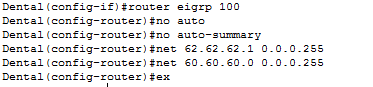 Dental(config-if)#router eigrp 100
Dental(config-router)#no auto
Dental(config-router)#no auto-summary
Dental(config-router)#net 62.62.62.1 0.0.0.255
Dental(config-router)#net 60.60.60.0 0.0.0.255
Dental(config-router)#ex